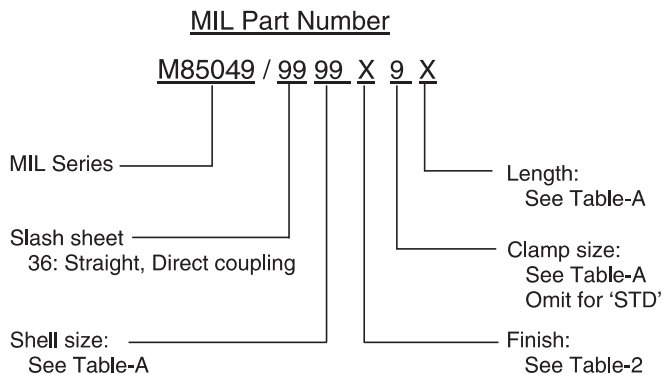 MIL Part Number
M85049 / 99 99 X 9 X
MIL Series
Slash sheet
36: Straight, Direct coupling
Shell size:
See Table-A
Length:
See Table-A
Clamp size:
See Table-A
Omit for ‘STD’
Finish:
See Table-2